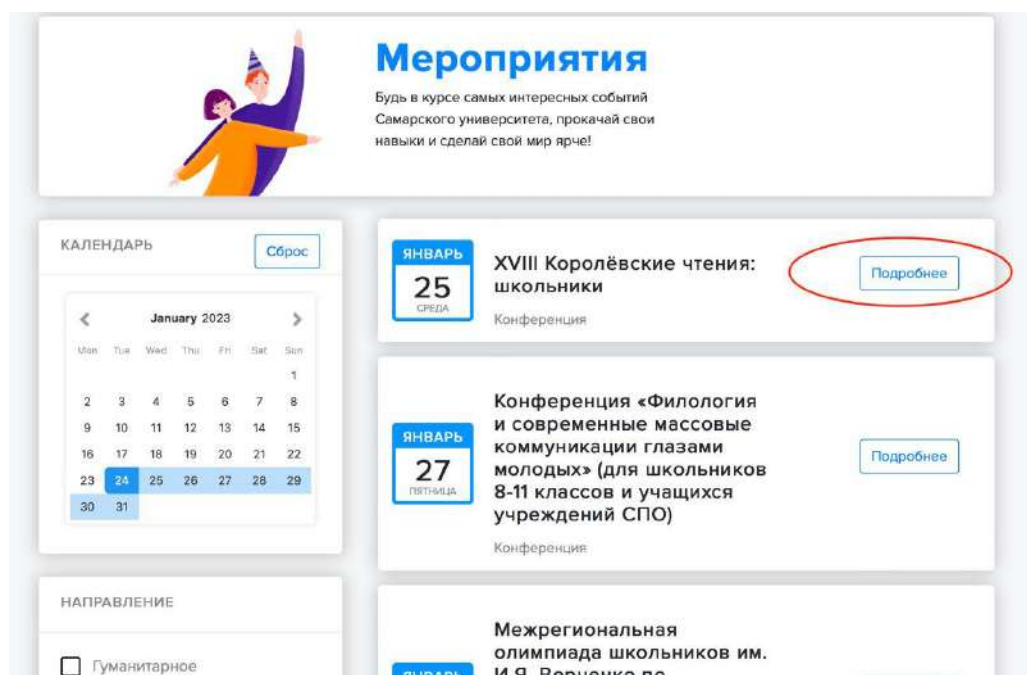 Мероприятия
Будь в курсе самых интересных событий
Самарского университета, прокачай свои
навыки и сделай свой мир ярче!
КАЛЕНДАРЬ
Сброс
January 2023
Mon Tue Wed Thu Fri Sat Sun
1
2 3 4 5 6 7 8
9 10 11 12 13 14 15
16 17 18 19 20 21 22
23 24 25 26 27 28 29
30 31
НАПРАВЛЕНИЕ
Гуманитарное
ЯНВАРЬ
25
СРЕДА
XVIII Королёвские чтения:
школьники
Конференция
Подробнее
ЯНВАРЬ
27
ПЯТНИЦА
Конференция «Филология
и современные массовые
коммуникации глазами
молодых» (для школьников
8-11 классов и учащихся
учреждений СПО)
Конференция
Подробнее
ЯНВАРЬ
Межрегиональная
олимпиада школьников им.
И.Я. Верченко по